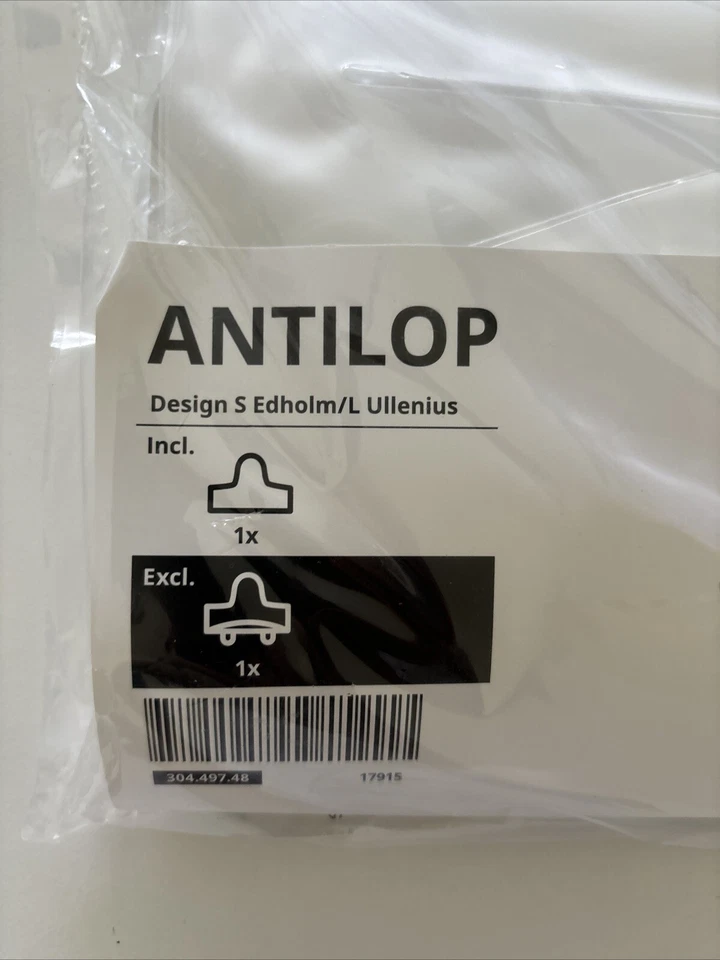 ANTILOP
Design S Edholm/L Ullenius
Incl.
1x
Excl.
1x
304.497.48 17915